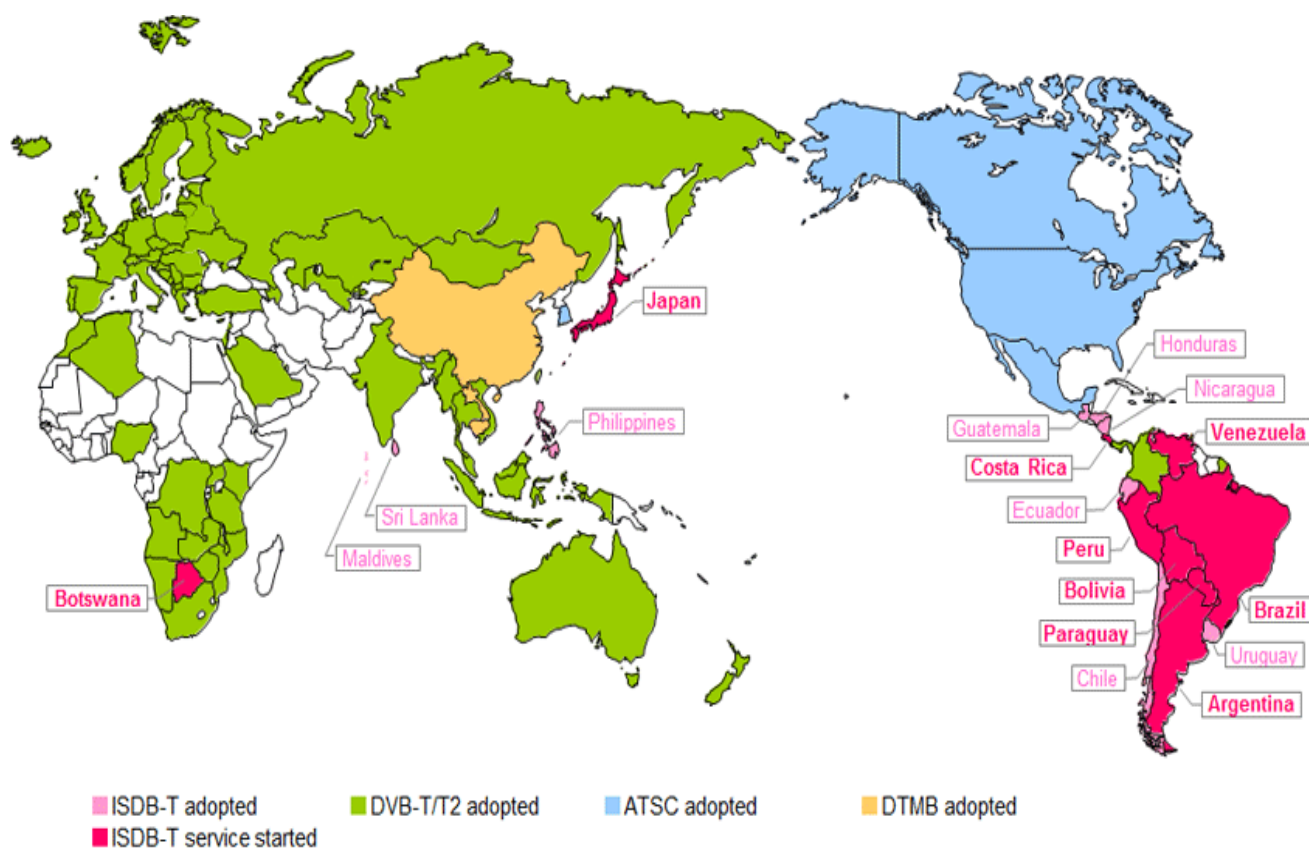 Japan
Honduras
Nicaragua
Philippines
Guatemala
Venezuela
Costa Rica
Ecuador
Sri Lanka
Maldives
Peru
Botswana
Bolivia
Brazil
Paraguay
Uruguay
Chile
Argentina
ISDB-T adopted
DVB-T/T2 adopted
ATSC adopted
DTMB adopted
ISDB-T service started